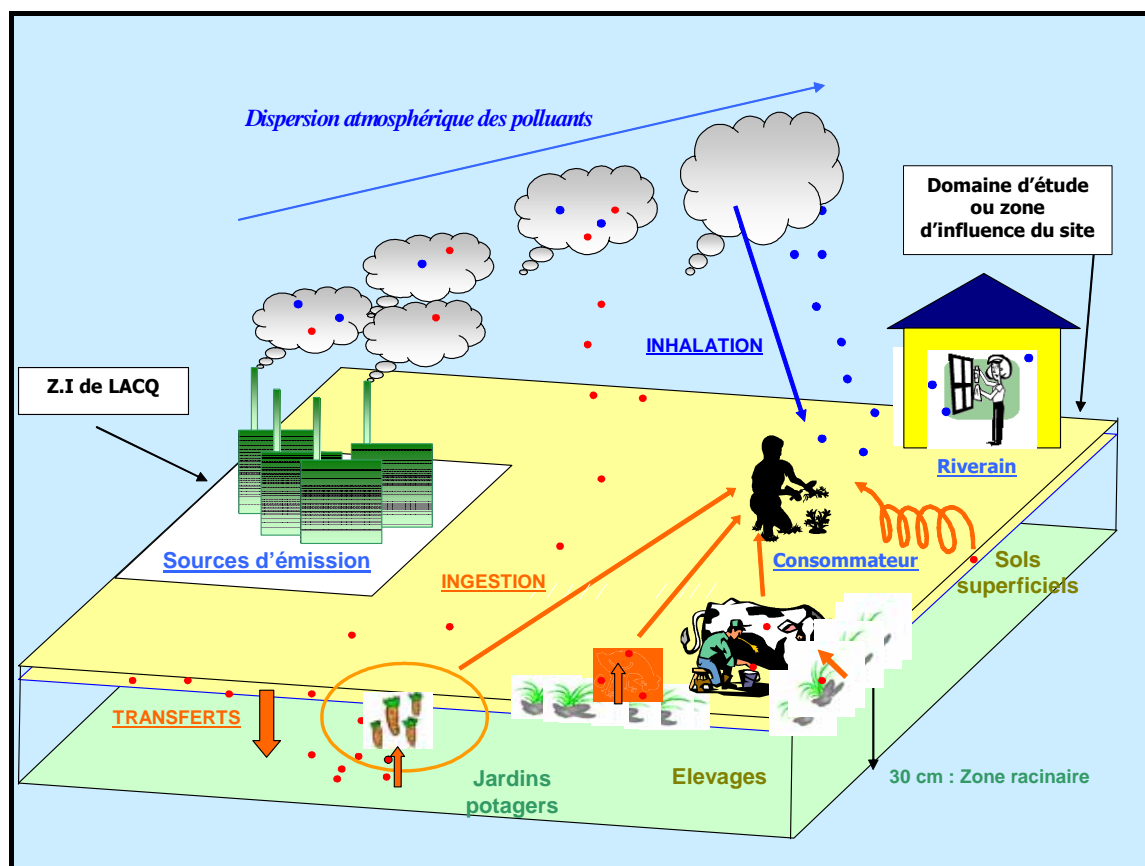 Dispersion atmosphérique des polluants
Domaine d'étude
ou zone
d'influence du site
INHALATION
Z.I de LACQ
Riverain
Sources d'émission
INGESTION
Consommateur
Sols
superficiels
TRANSFERTS
Jardins
potagers
Elevages
30 cm : Zone racinaire